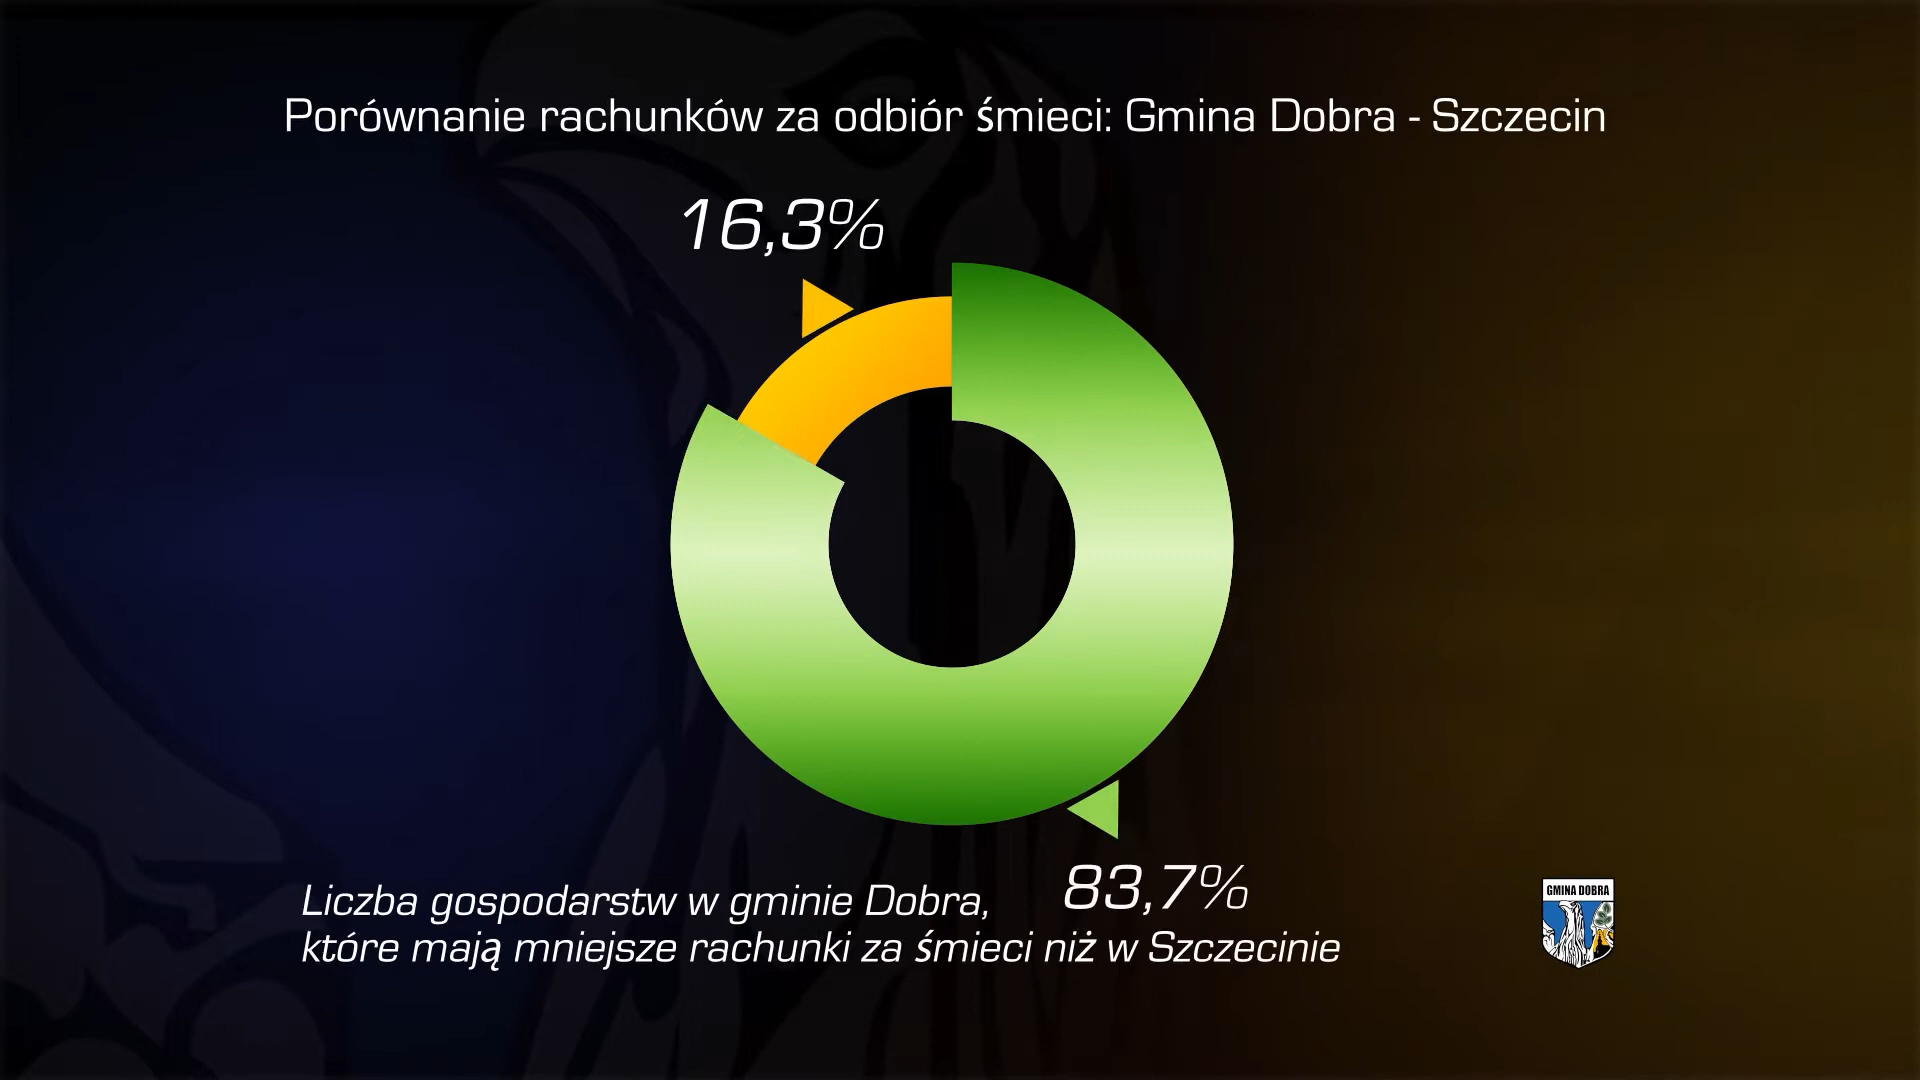 Porównanie rachunków za odbiór śmieci: Gmina Dobra - Szczecin
16,3%
83,7%
Liczba gospodarstw w gminie Dobra,
które mają mniejsze rachunki za śmieci niż w Szczecinie
GMINA DOBRA